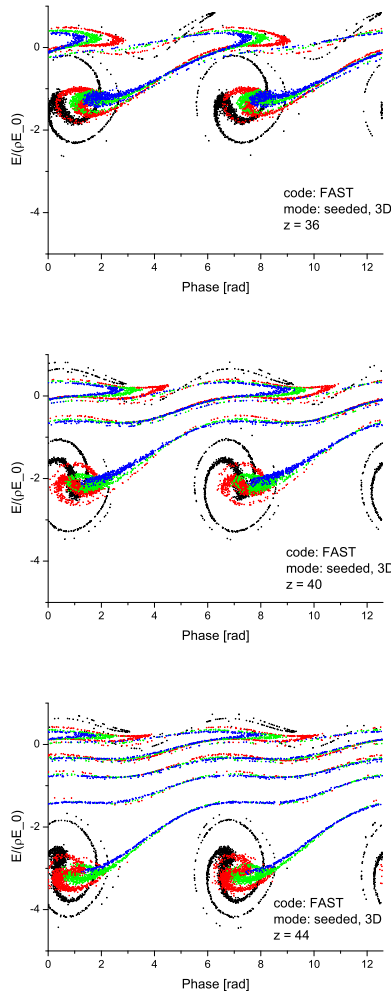 0
-2
-4
E/(ρE_0)
0
2
4
6
8
10
12
Phase [rad]
code: FAST
mode: seeded, 3D
z = 36
0
-2
-4
E/(ρE_0)
0
2
4
6
8
10
12
Phase [rad]
code: FAST
mode: seeded, 3D
z = 40
0
-2
-4
E/(ρE_0)
0
2
4
6
8
10
12
Phase [rad]
code: FAST
mode: seeded, 3D
z = 44